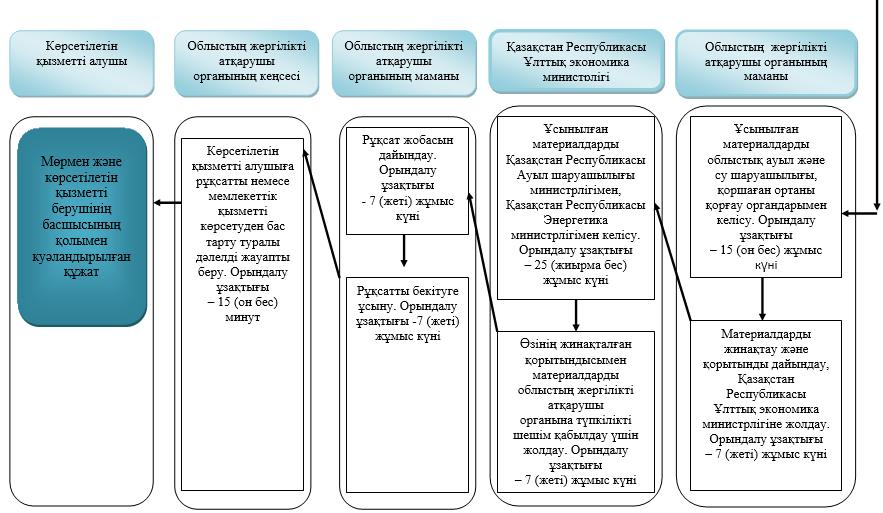 Көрсетілетін
қызметті алушы
Облыстың жергілікті
атқарушы
органының кеңсесі
Облыстың жергілікті
атқарушы
органының маманы
Қазақстан Республикасы
Ұлттық экономика
министрлігі
Облыстың жергілікті
атқарушы органының
маманы
Мөрмен және
көрсетілетін
қызметті
берушінің
басшысының
қолымен
куәландырылған
құжат
Көрсетілетін
қызметті алушыға
рұқсатты немесе
мемлекеттік
қызметті
көрсетуден бас
тарту туралы
дәлелді жауапты
беру. Орындалу
ұзақтығы
– 15 (он бес)
минут
Рұқсат жобасын
дайындау.
Орындалу
ұзақтығы
- 7 (жеті) жұмыс
күні
Рұқсатты бекітуге
ұсыну. Орындалу
ұзақтығы -7 (жеті)
жұмыс күні
Ұсынылған
материалдарды
Қазақстан Республикасы
Ауыл шаруашылығы
министрлігімен,
Қазақстан Республикасы
Энергетика
министрлігімен келісу.
Орындалу ұзақтығы
– 25 (жиырма бес)
жұмыс күні
Өзінің жинақталған
қорытындысымен
материалдарды
облыстың жергілікті
атқарушы
органына түпкілікті
шешім қабылдау үшін
жолдау. Орындалу
ұзақтығы
– 7 (жеті) жұмыс күні
Ұсынылған
материалдарды
облыстық ауыл және
су шаруашылығы,
қоршаған ортаны
қорғау органдарымен
келісу. Орындалу
ұзақтығы
– 15 (он бес) жұмыс
күні
Материалдарды
жинақтау және
қорытынды дайындау,
Қазақстан
Республикасы
Ұлттық экономика
министрлігіне жолдау.
Орындалу ұзақтығы
– 7 (жеті) жұмыс күні